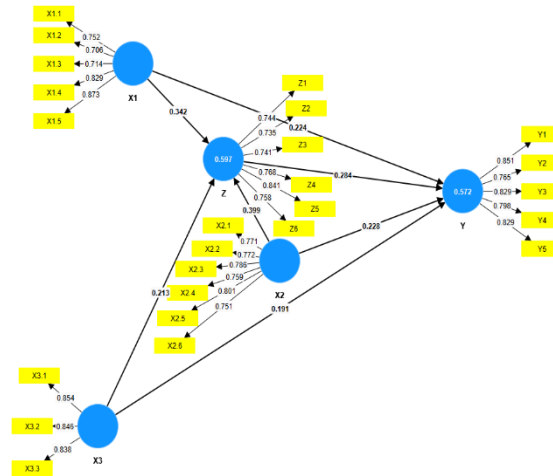 X1.1
X1.2
X1.3
X1.4
X1.5
0.752
0.706
0.714
0.829
0.873
X1
0.342
0.224
Z1
Z2
Z3
Z4
Z5
Z6
0.744
0.735
0.741
0.768
0.841
0.758
0.597
Z
0.284
0.399
X2.1
X2.2
X2.3
X2.4
X2.5
X2.6
0.771
0.772
0.786
0.759
0.801
0.751
X2
0.228
0.213
0.191
Y1
Y2
Y3
Y4
Y5
0.851
0.765
0.829
0.798
0.829
0.572
Y
X3.1
X3.2
X3.3
0.854
0.846
0.838
X3